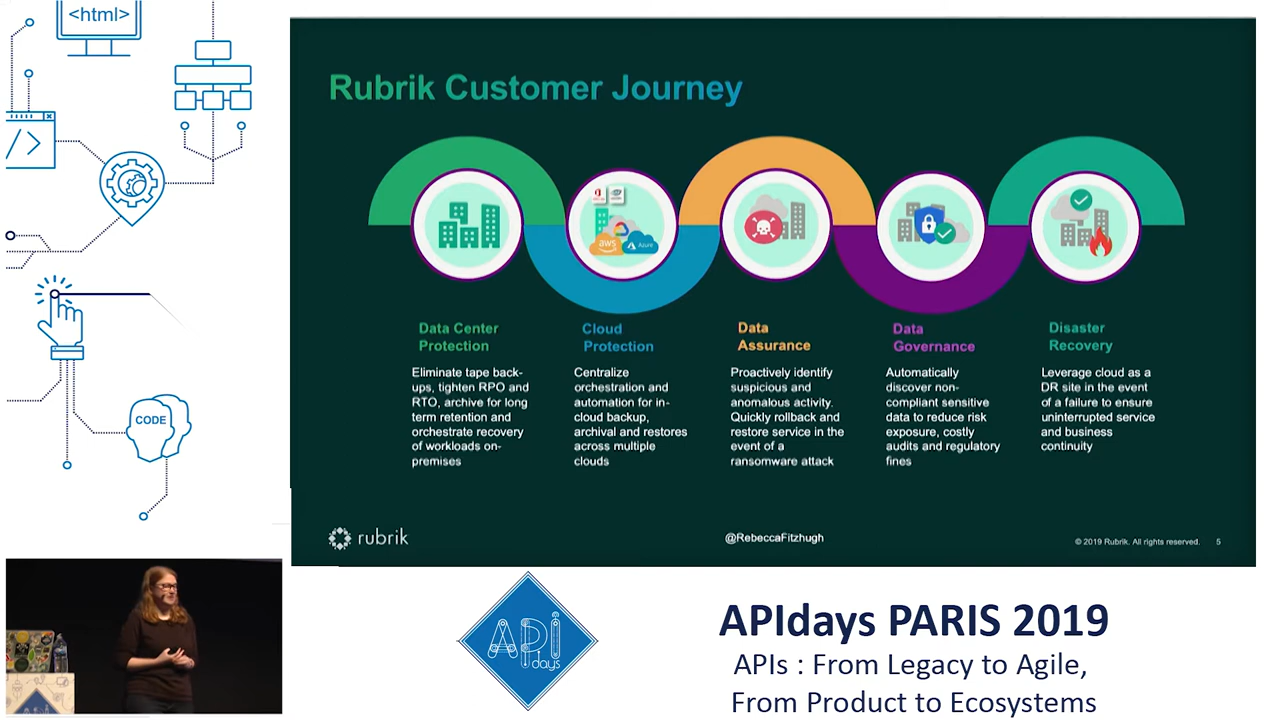 <html>
</>
CODE
Rubrik Customer Journey
aws
Azure
Data Center
Protection
Eliminate tape back-
ups, tighten RPO and
RTO, archive for long
term retention and
orchestrate recovery
of workloads on-
premises
Cloud
Protection
Centralize
orchestration and
automation for in-
cloud backup,
archival and restores
across multiple
clouds
Data
Assurance
Proactively identify
suspicious and
anomalous activity.
Quickly rollback and
restore service in the
event of a
ransomware attack
Data
Governance
Automatically
discover non-
compliant sensitive
data to reduce risk
exposure, costly
audits and regulatory
fines
Disaster
Recovery
Leverage cloud as a
DR site in the event
of a failure to ensure
uninterrupted service
and business
continuity
rubrik
@RebeccaFitzhugh
© 2019 Rubrik. All rights reserved. 5
API
days
APIdays PARIS 2019
APIs : From Legacy to Agile,
From Product to Ecosystems